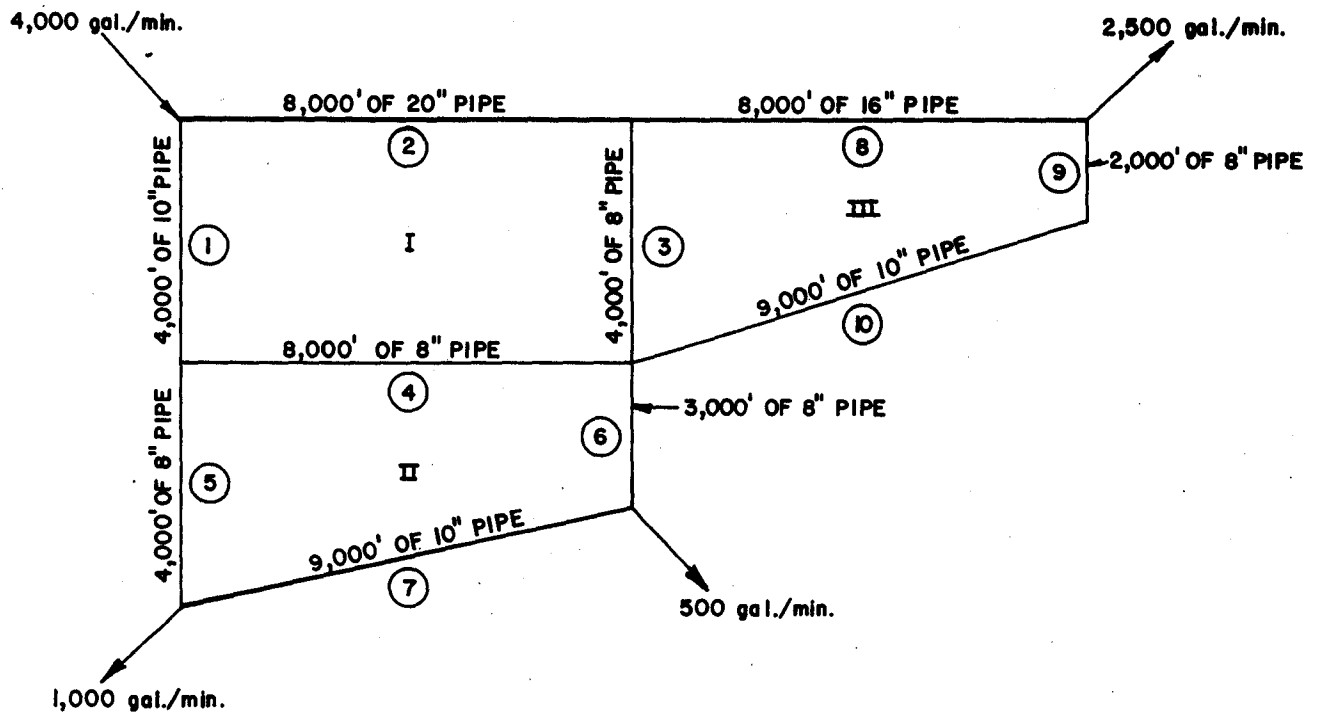 4,000 gal./min.
2,500 gal./min.
8,000' OF 20" PIPE
8,000' OF 16" PIPE
2
8
9
2,000' OF 8" PIPE
4,000' OF 10" PIPE
1
I
4,000' OF 8" PIPE
3
III
9,000' OF 10" PIPE
10
8,000' OF 8" PIPE
4
3,000' OF 8" PIPE
4,000' OF 8" PIPE
5
II
6
9,000' OF 10" PIPE
7
500 gal./min.
1,000 gal./min.